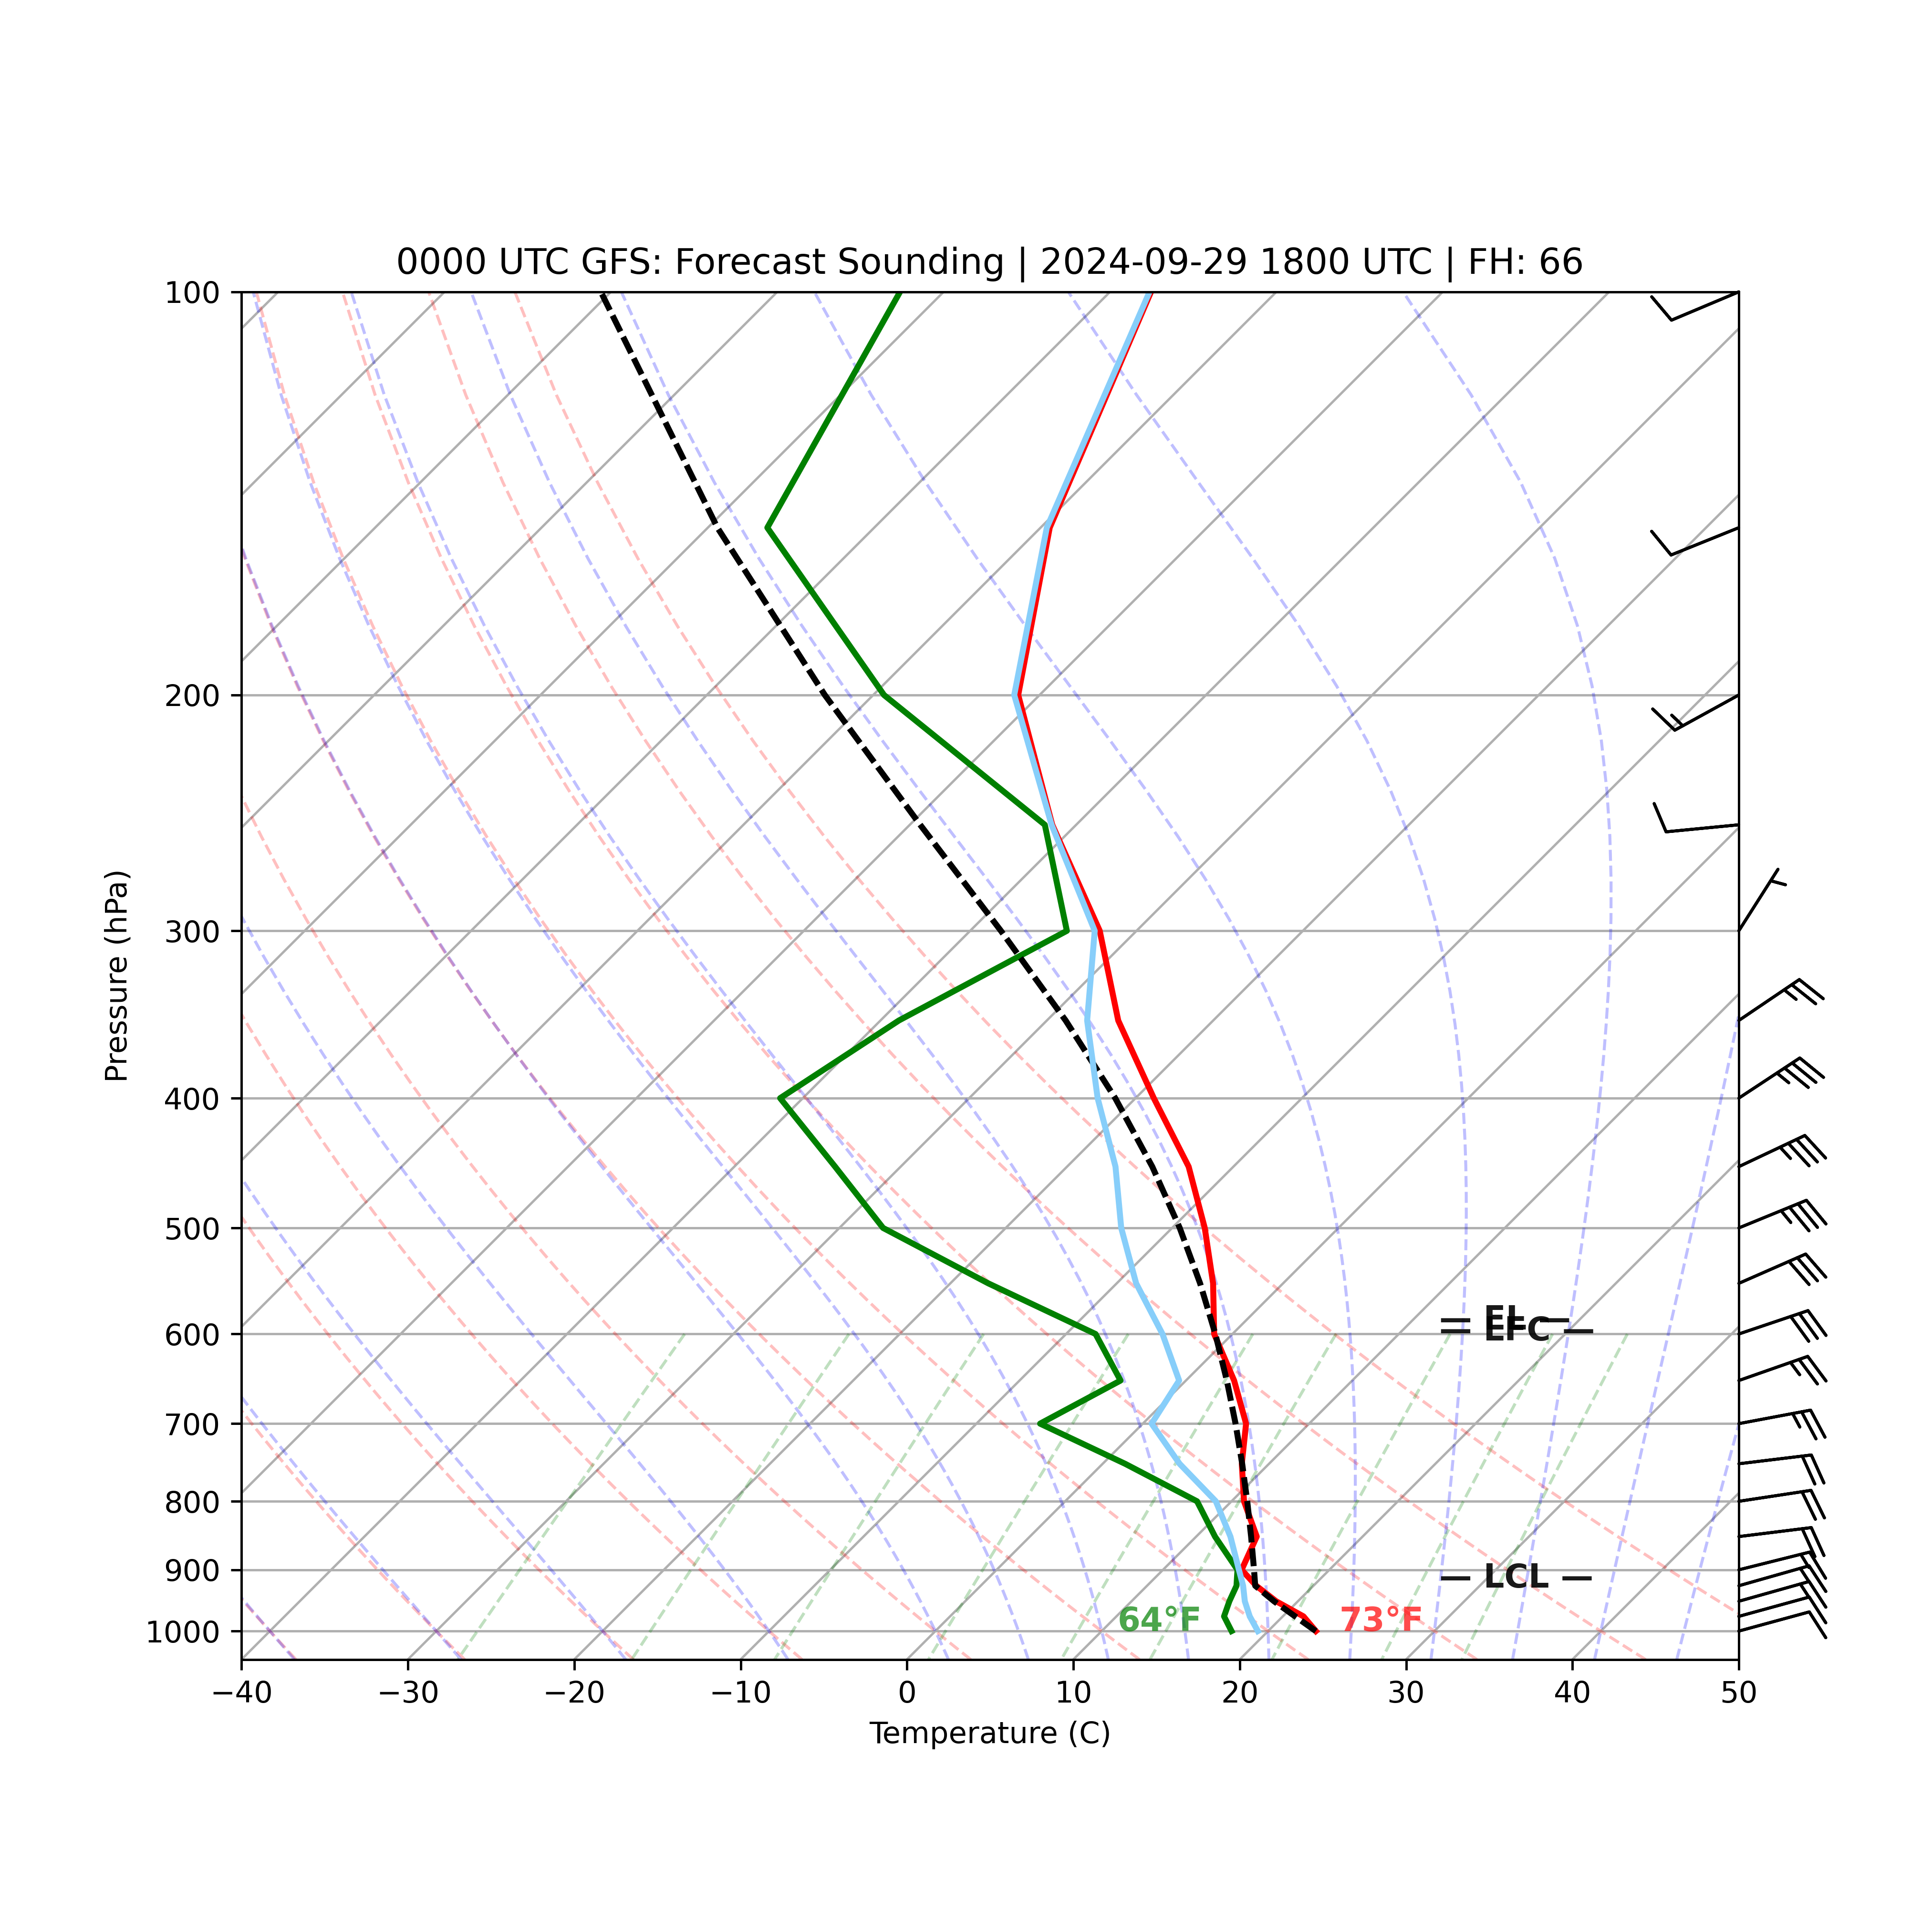 0000 UTC GFS: Forecast Sounding | 2024-09-29 1800 UTC | FH: 66
100
200
300
400
500
600
700
800
900
1000
Pressure (hPa)
— EL —
— LFC —
— LCL —
64°F
73°F
−40 −30 −20 −10 0 10 20 30 40 50
Temperature (C)